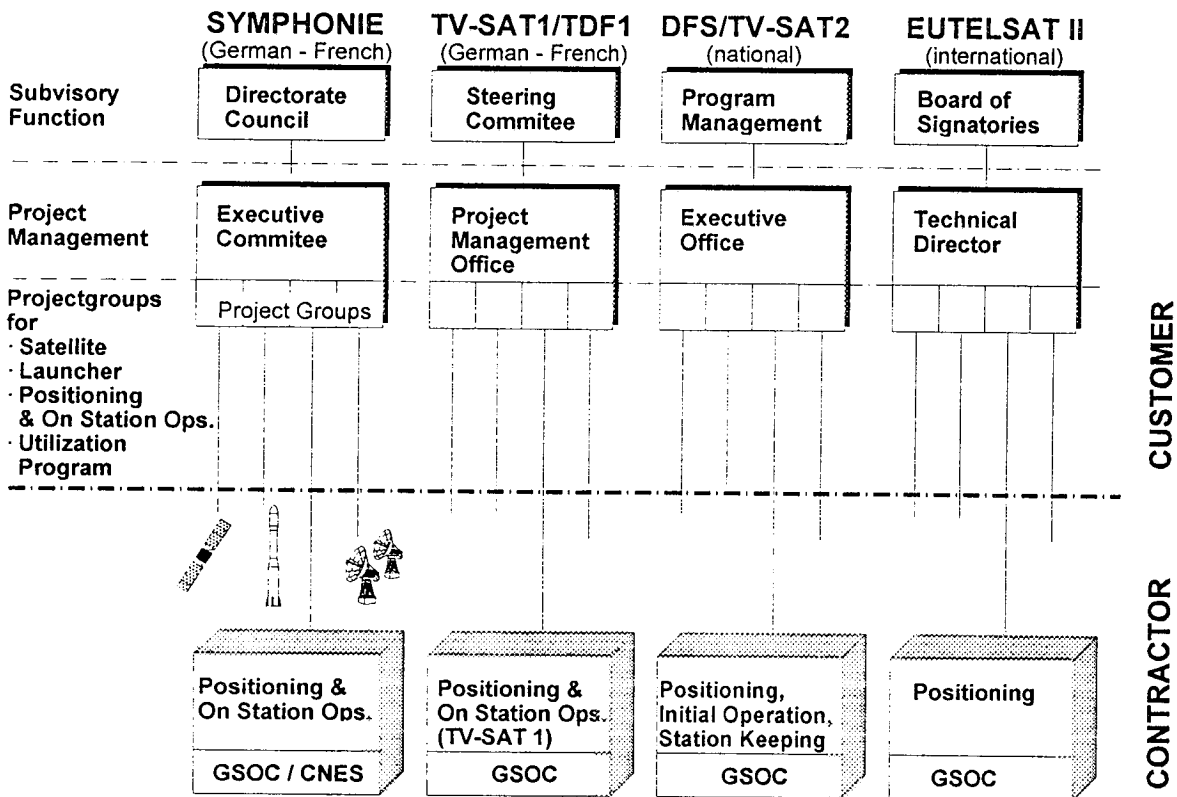 SYMPHONIE
(German - French)
TV-SAT1/TDF1
(German - French)
DFS/TV-SAT2
(national)
EUTELSAT II
(international)
Subvisory
Function
Directorate
Council
Steering
Commitee
Program
Management
Board of
Signatories
Project
Management
Executive
Commitee
Project
Management
Office
Executive
Office
Technical
Director
Projectgroups
for
· Satellite
· Launcher
· Positioning
& On Station Ops.
· Utilization
Program
Project Groups
CUSTOMER
CONTRACTOR
Positioning &
On Station Ops.
GSOC / CNES
Positioning &
On Station Ops.
(TV-SAT 1)
GSOC
Positioning,
Initial Operation,
Station Keeping
GSOC
Positioning
GSOC